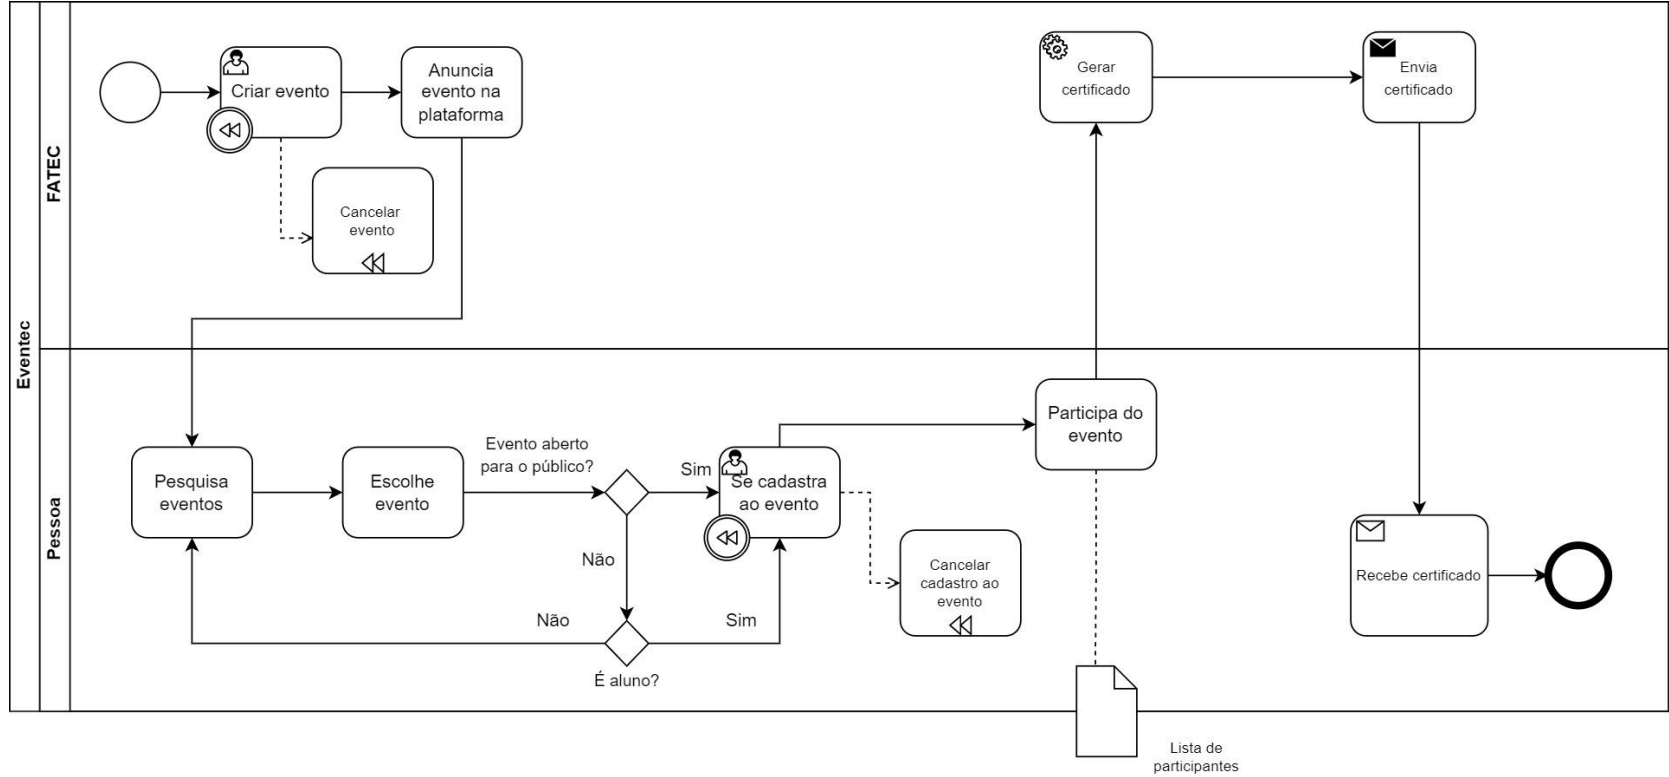 Eventec
FATEC
Criar evento
Anuncia
evento na
plataforma
Cancelar
evento
Gerar
certificado
Envia
certificado
Pessoa
Pesquisa
eventos
Escolhe
evento
Evento aberto
para o público?
Sim
Não
Não
Sim
É aluno?
Se cadastra
ao evento
Cancelar
cadastro ao
evento
Participa do
evento
Recebe certificado
Lista de
participantes